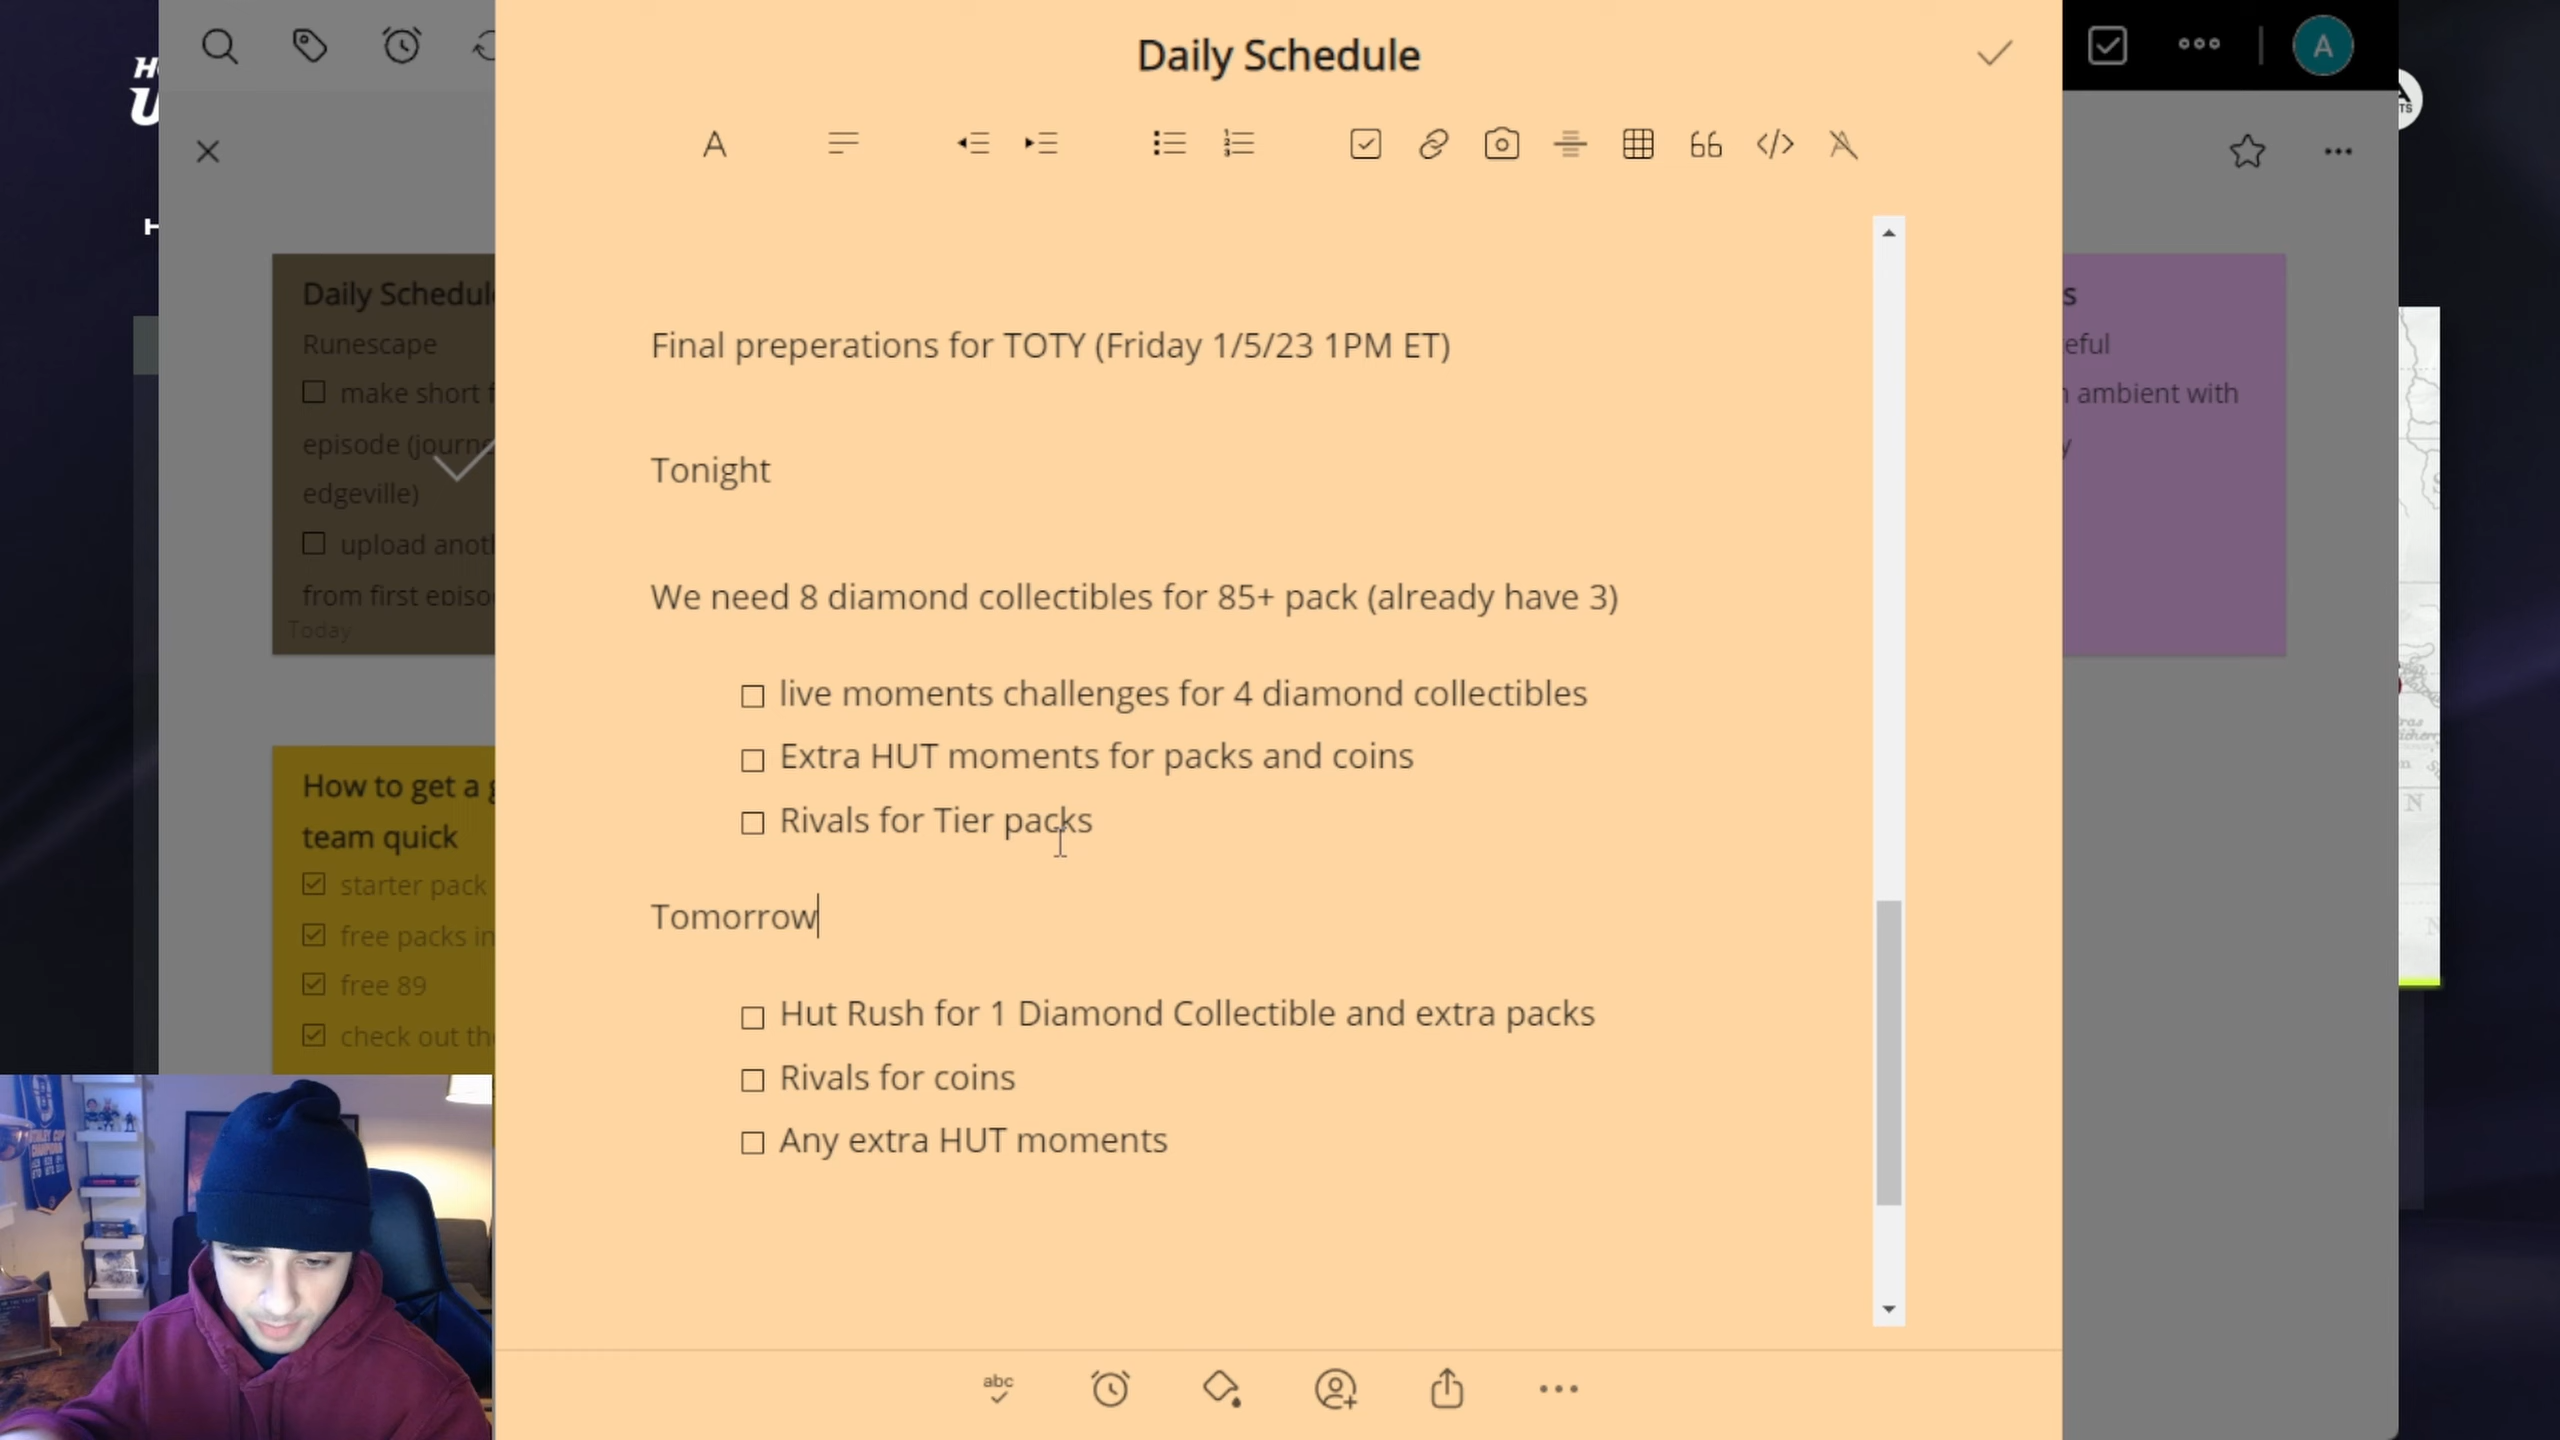 Daily Schedule
A
Final preperations for TOTY (Friday 1/5/23 1PM ET)
Tonight
We need 8 diamond collectibles for 85+ pack (already have 3)
live moments challenges for 4 diamond collectibles
Extra HUT moments for packs and coins
Rivals for Tier packs
Tomorrow
Hut Rush for 1 Diamond Collectible and extra packs
Rivals for coins
Any extra HUT moments
abc
Daily Schedul
Runescape
make short f
episode (journe
edgeville)
upload anoth
from first episo
Today
How to get a g
team quick
starter pack
free packs in
free 89
check out the
s
eful
ambient with
y